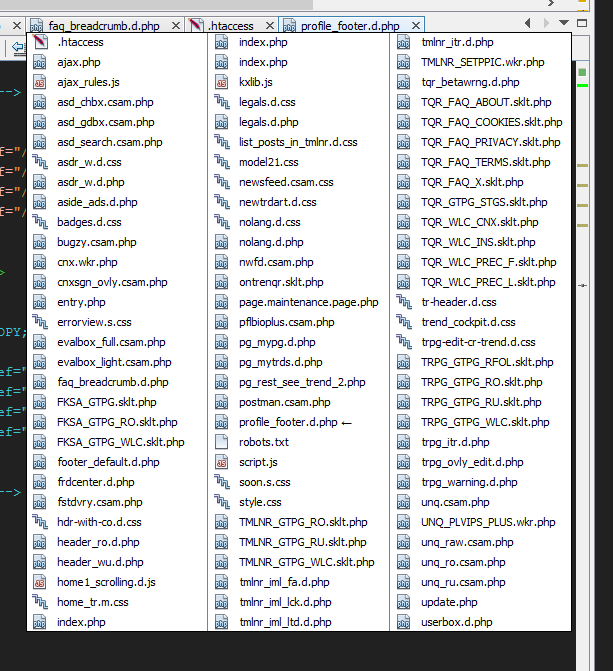 faq_breadcrumb.d.php
.htaccess
profile_footer.d.php
.htaccess
ajax.php
ajax_rules.js
asd_chbx.csam.php
asd_gdbx.csam.php
asd_search.csam.php
asdr_w.d.css
asdr_w.d.php
aside_ads.d.php
badges.d.css
bugzy.csam.php
cnx.wkr.php
cnxsgn_ovly.csam.php
entry.php
errorview.s.css
evalbox_full.csam.php
evalbox_light.csam.php
faq_breadcrumb.d.php
FKSA_GTPG.sklt.php
FKSA_GTPG_RO.sklt.php
FKSA_GTPG_WLC.sklt.php
footer_default.d.php
frdcenter.d.php
fstdvry.csam.php
hdr-with-co.d.css
header_ro.d.php
header_wu.d.php
home1_scrolling.d.js
home_tr.m.css
index.php
index.php
index.php
kxlib.js
legals.d.css
legals.d.php
list_posts_in_tmlnr.d.css
model21.css
newsfeed.csam.css
newtrdart.d.css
nolang.d.css
nolang.d.php
nwfd.csam.php
ontrenqr.sklt.php
page.maintenance.page.php
pflbioplus.csam.php
pg_mypg.d.php
pg_mytrds.d.php
pg_rest_see_trend_2.php
postman.csam.php
profile_footer.d.php ←
robots.txt
script.js
soon.s.css
style.css
TMLNR_GTPG_RO.sklt.php
TMLNR_GTPG_RU.sklt.php
TMLNR_GTPG_WLC.sklt.php
tmlnr_iml_fa.d.php
tmlnr_iml_lck.d.php
tmlnr_iml_ltd.d.php
tmlnr_itr.d.php
TMLNR_SETPPIC.wkr.php
tqr_betawrng.d.php
TQR_FAQ_ABOUT.sklt.php
TQR_FAQ_COOKIES.sklt.php
TQR_FAQ_PRIVACY.sklt.php
TQR_FAQ_TERMS.sklt.php
TQR_FAQ_X.sklt.php
TQR_GTPG_STGS.sklt.php
TQR_WLC_CNX.sklt.php
TQR_WLC_INS.sklt.php
TQR_WLC_PREC_F.sklt.php
TQR_WLC_PREC_L.sklt.php
tr-header.d.css
trend_cockpit.d.css
trpg-edit-cr-trend.d.css
TRPG_GTPG_RFOL.sklt.php
TRPG_GTPG_RO.sklt.php
TRPG_GTPG_RU.sklt.php
TRPG_GTPG_WLC.sklt.php
trpg_itr.d.php
trpg_ovly_edit.d.php
trpg_warning.d.php
unq.csam.php
UNQ_PLVIPS_PLUS.wkr.php
unq_raw.csam.php
unq_ro.csam.php
unq_ru.csam.php
update.php
userbox.d.php
-->
ef="/
ef="/
ef="/
ef="/
>
OPY;
ef="
ef="
ef="
ef="
-->